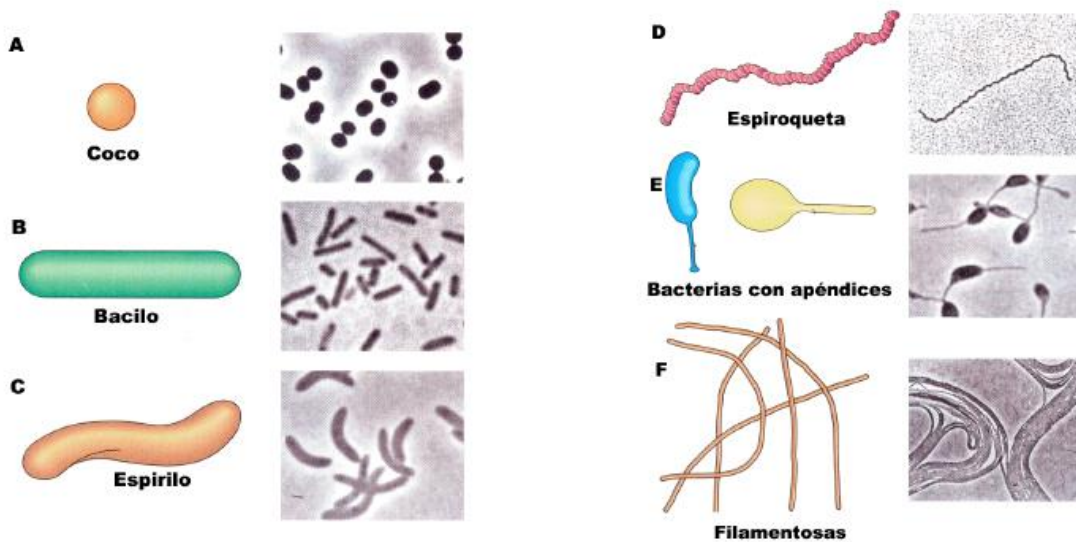 A
Coco
B
Bacilo
C
Espirilo
D
Espiroqueta
E
Bacterias con apéndices
F
Filamentosas